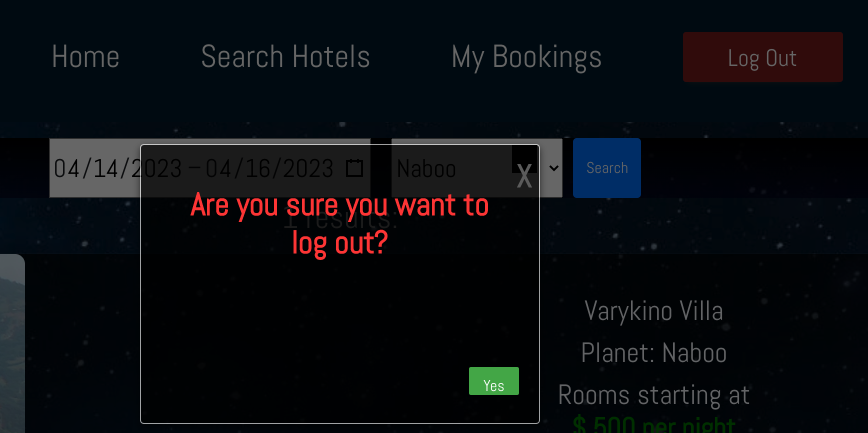 Home Search Hotels My Bookings Log Out
04/14/2023 – 04/16/2023 Naboo Search
X
Are you sure you want to
1 results:
log out?
Varykino Villa
Planet: Naboo
Yes
Rooms starting at
$ 500 per night